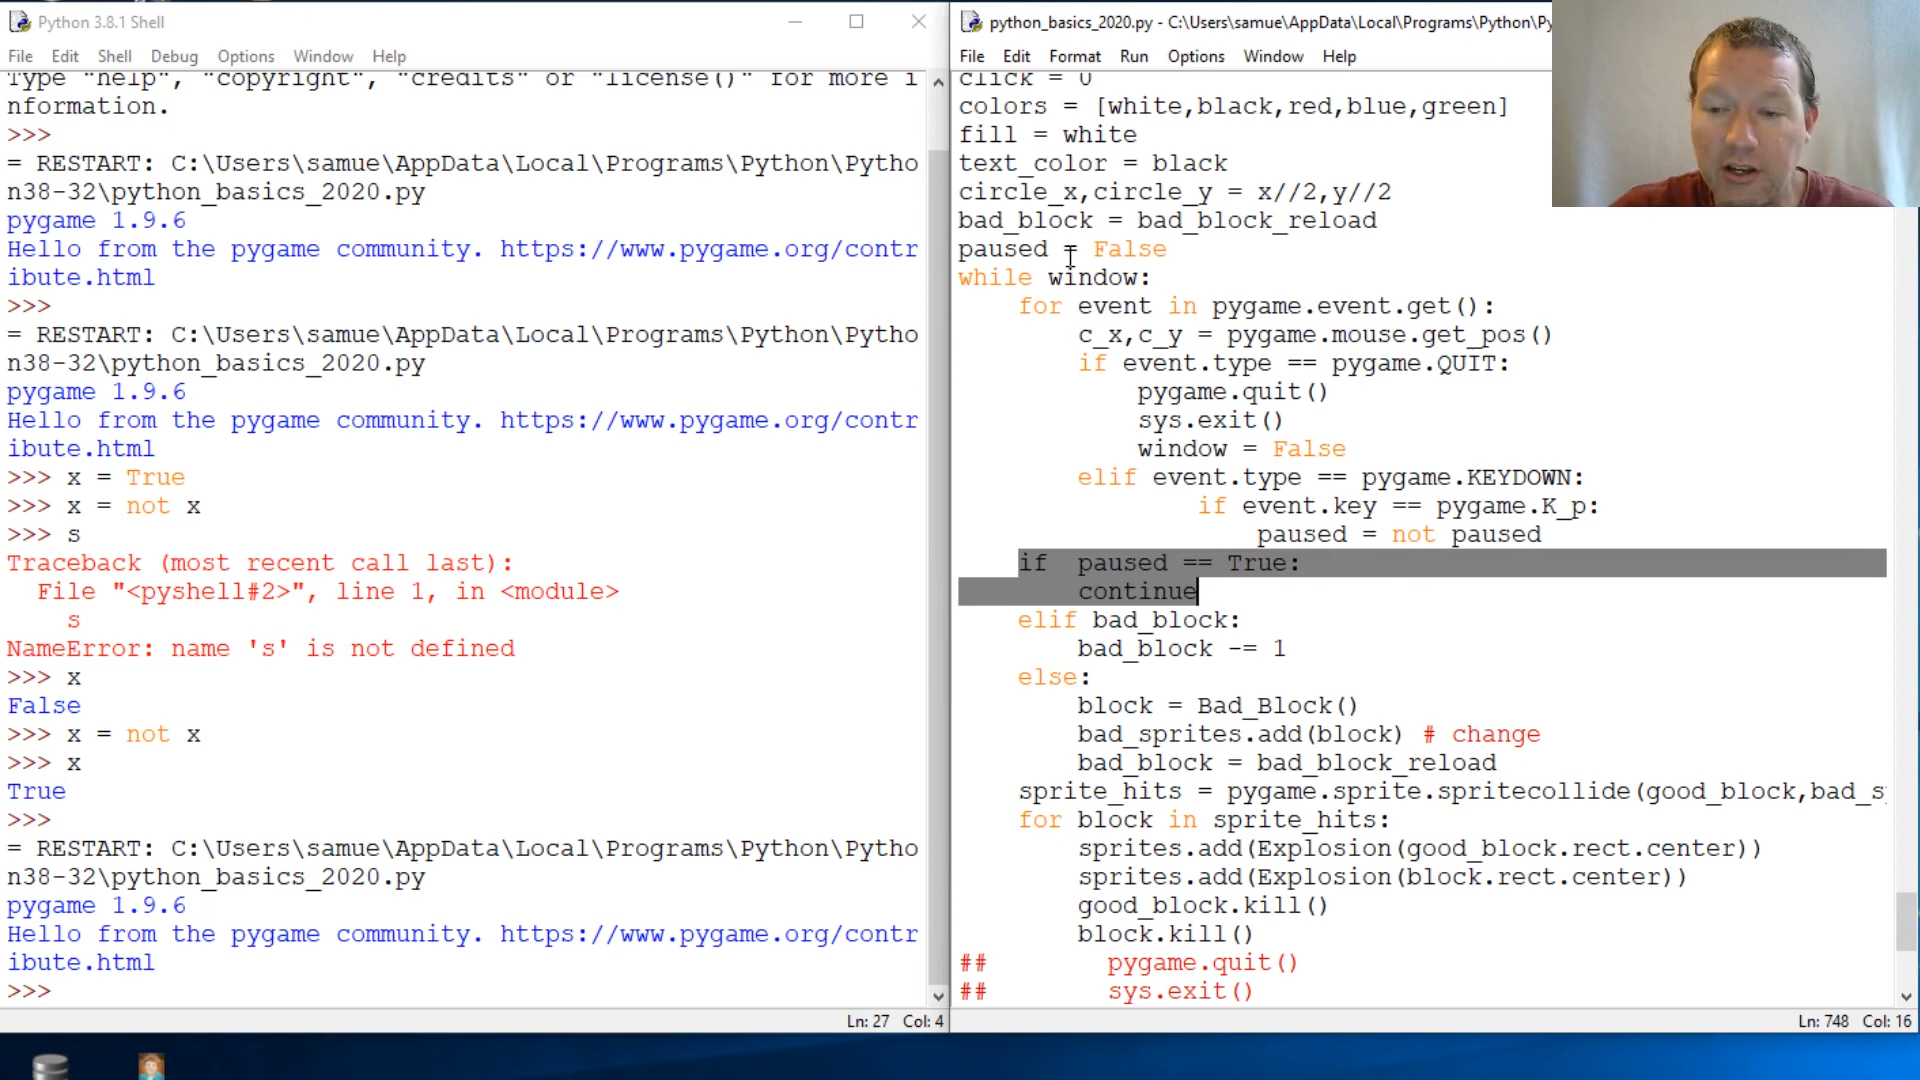 Python 3.8.1 Shell
File Edit Shell Debug Options Window Help
Type "help", "copyright", "credits" or "license()" for more i
nformation.
>>>
= RESTART: C:\Users\samue\AppData\Local\Programs\Python\Pytho
n38-32\python_basics_2020.py
pygame 1.9.6
Hello from the pygame community. https://www.pygame.org/contr
ibute.html
>>>
= RESTART: C:\Users\samue\AppData\Local\Programs\Python\Pytho
n38-32\python_basics_2020.py
pygame 1.9.6
Hello from the pygame community. https://www.pygame.org/contr
ibute.html
>>> x = True
>>> x = not x
>>> s
Traceback (most recent call last):
  File "<pyshell#2>", line 1, in <module>
    s
NameError: name 's' is not defined
>>> x
False
>>> x = not x
>>> x
True
>>>
= RESTART: C:\Users\samue\AppData\Local\Programs\Python\Pytho
n38-32\python_basics_2020.py
pygame 1.9.6
Hello from the pygame community. https://www.pygame.org/contr
ibute.html
>>>
Ln: 27 Col: 4
python_basics_2020.py - C:\Users\samue\AppData\Local\Programs\Python\Py
File Edit Format Run Options Window Help
click = 0
colors = [white,black,red,blue,green]
fill = white
text_color = black
circle_x,circle_y = x//2,y//2
bad_block = bad_block_reload
paused = False
while window:
    for event in pygame.event.get():
        c_x,c_y = pygame.mouse.get_pos()
        if event.type == pygame.QUIT:
            pygame.quit()
            sys.exit()
            window = False
        elif event.type == pygame.KEYDOWN:
                if event.key == pygame.K_p:
                    paused = not paused
    if  paused == True:
        continue
    elif bad_block:
        bad_block -= 1
    else:
        block = Bad_Block()
        bad_sprites.add(block) # change
        bad_block = bad_block_reload
    sprite_hits = pygame.sprite.spritecollide(good_block,bad_s
    for block in sprite_hits:
        sprites.add(Explosion(good_block.rect.center))
        sprites.add(Explosion(block.rect.center))
        good_block.kill()
        block.kill()
##        pygame.quit()
##        sys.exit()
Ln: 748 Col: 16